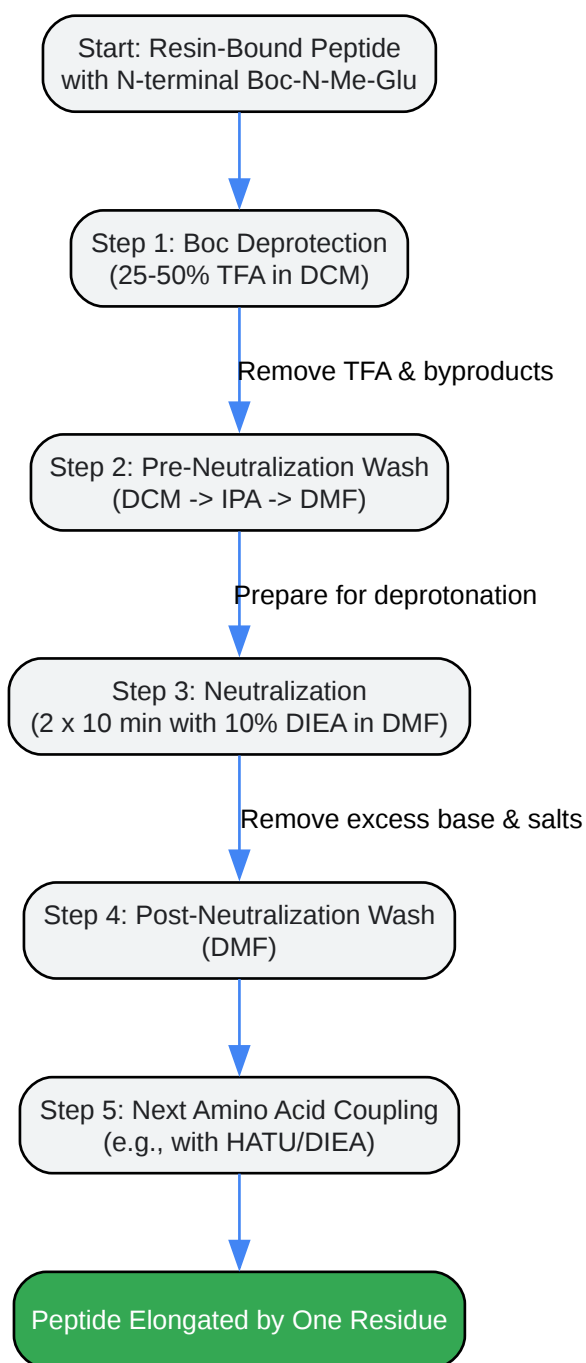 Start: Resin-Bound Peptide
with N-terminal Boc-N-Me-Glu
Step 1: Boc Deprotection
(25-50% TFA in DCM)
Remove TFA & byproducts
Step 2: Pre-Neutralization Wash
(DCM -> IPA -> DMF)
Prepare for deprotonation
Step 3: Neutralization
(2 x 10 min with 10% DIEA in DMF)
Remove excess base & salts
Step 4: Post-Neutralization Wash
(DMF)
Step 5: Next Amino Acid Coupling
(e.g., with HATU/DIEA)
Peptide Elongated by One Residue